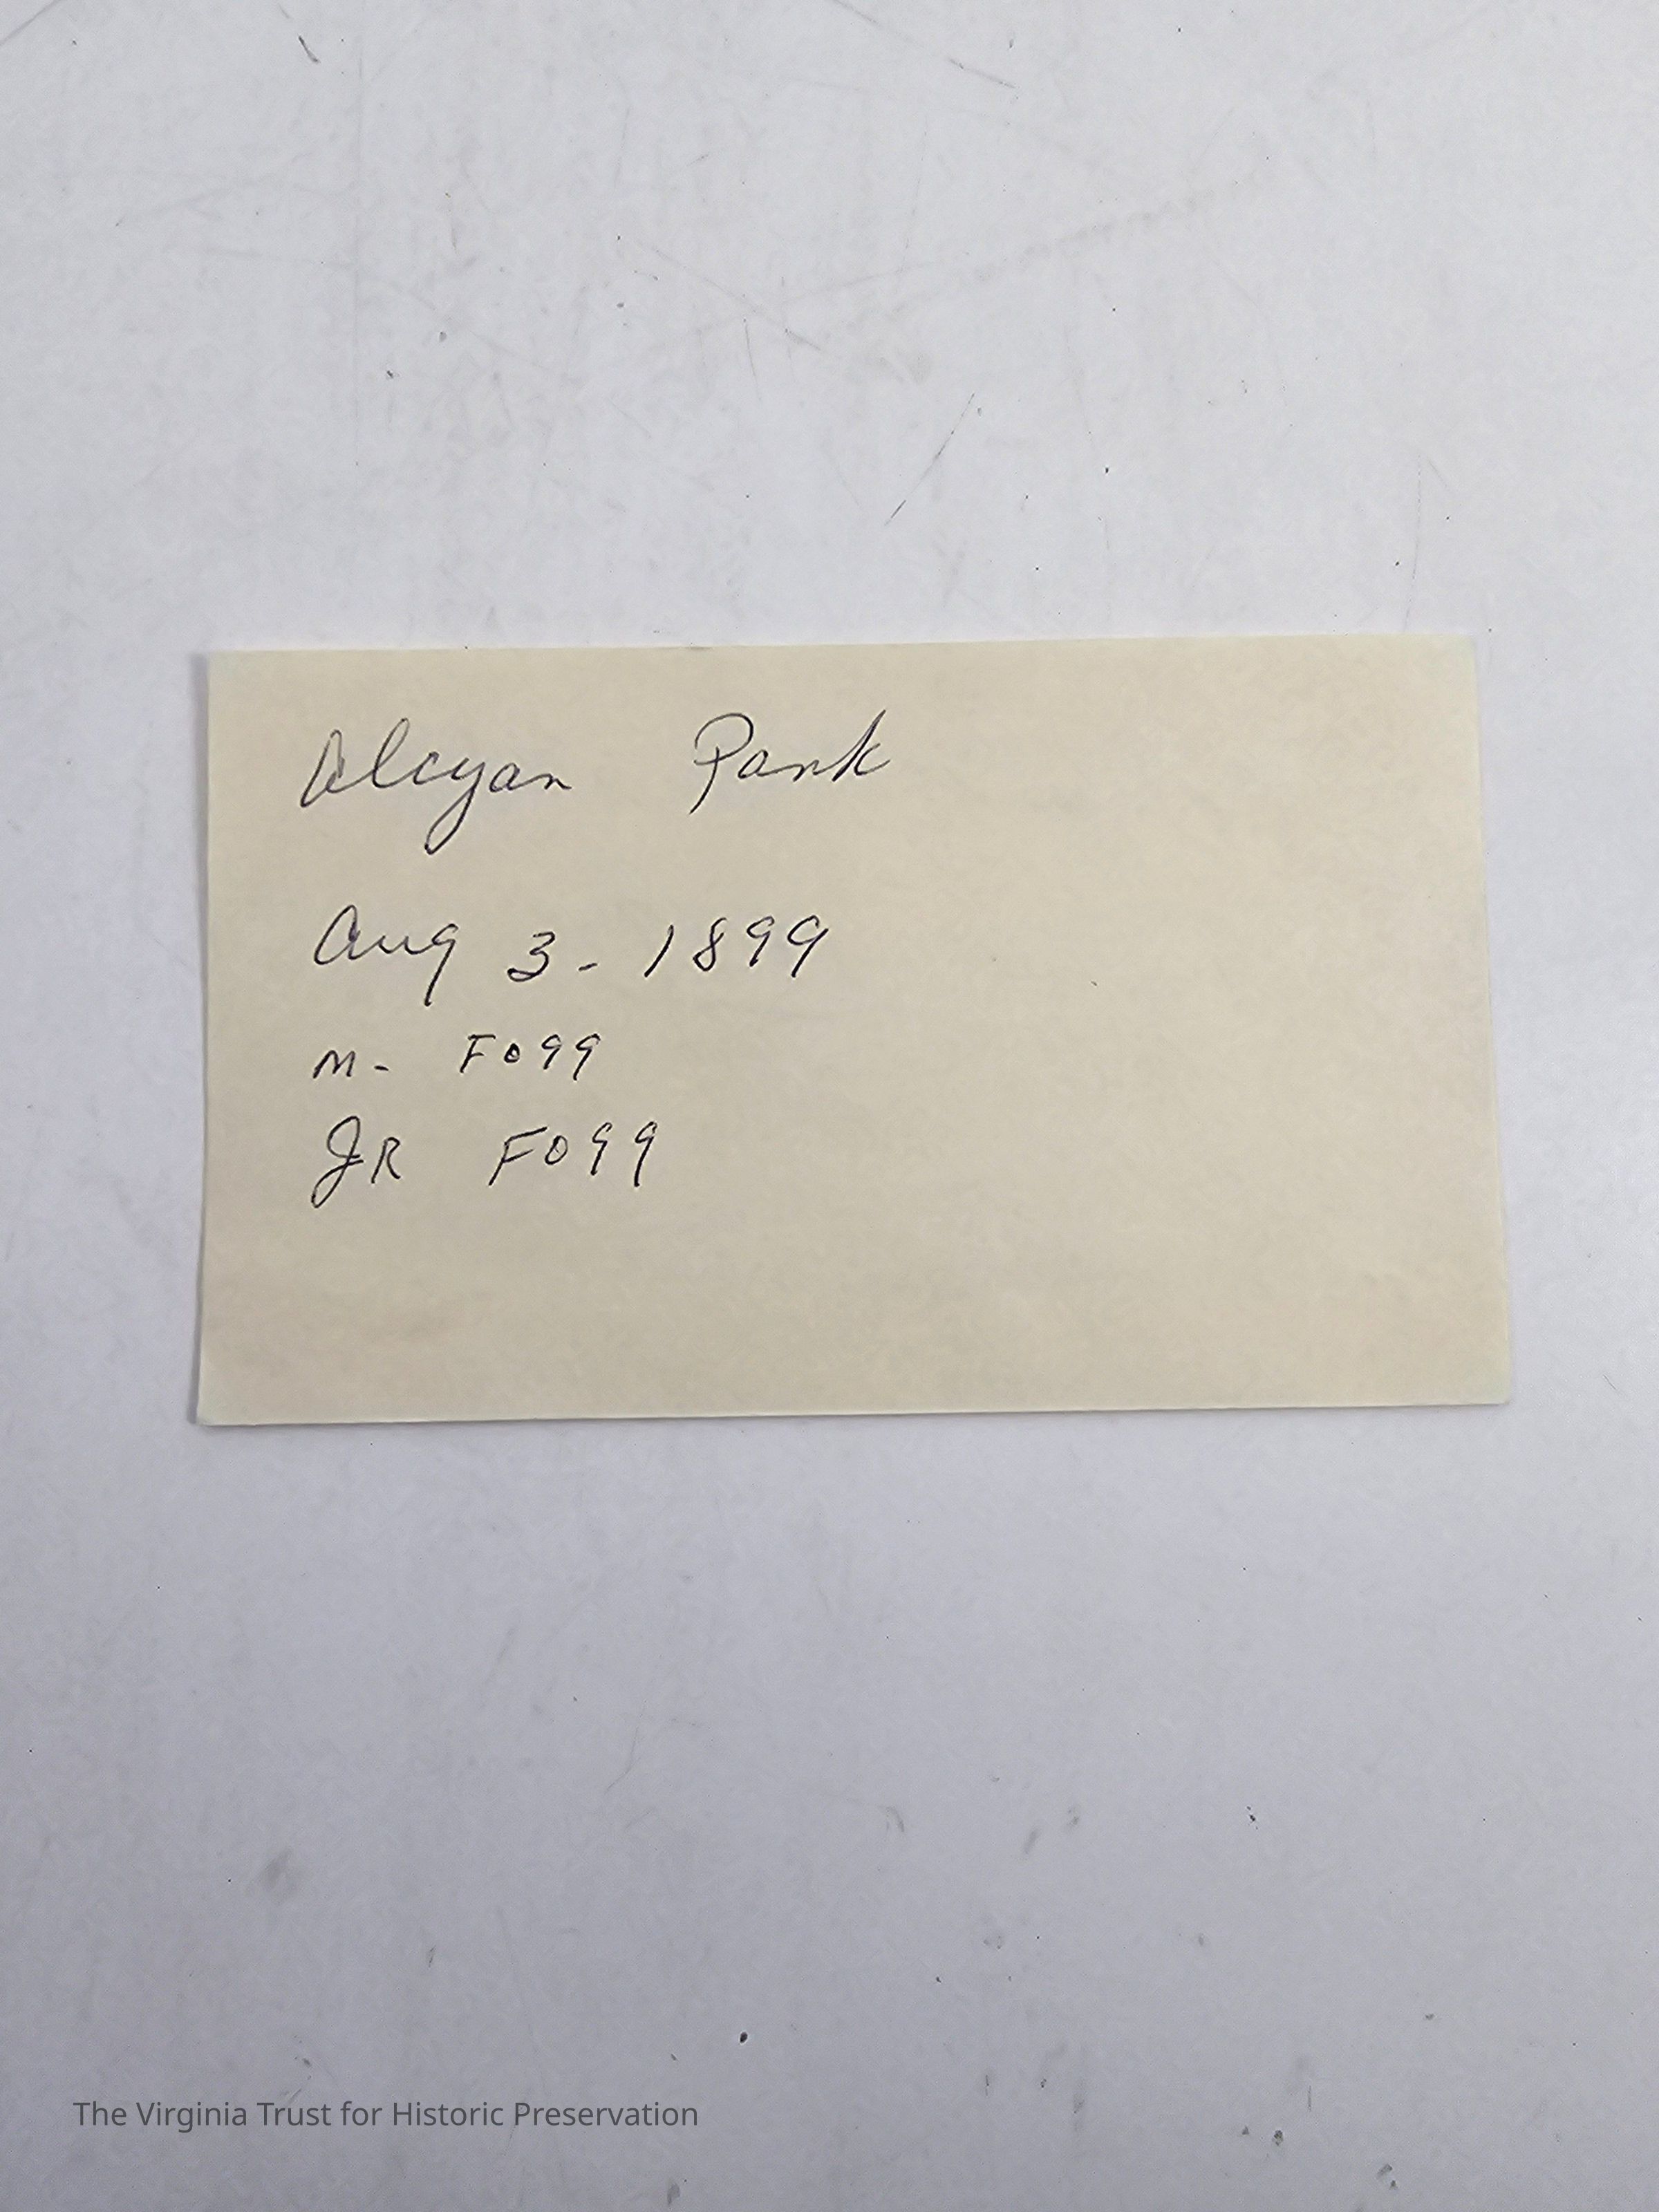 Alcyan Park
Aug 3 - 1899
M - F099
JR F099
The Virginia Trust for Historic Preservation